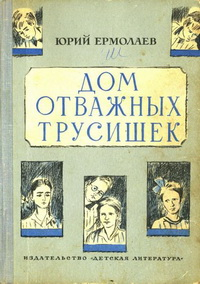 ЮРИЙ ЕРМОЛАЕВ
ДОМ
ОТВАЖНЫХ
ТРУСИШЕК
ИЗДАТЕЛЬСТВО «ДЕТСКАЯ ЛИТЕРАТУРА»